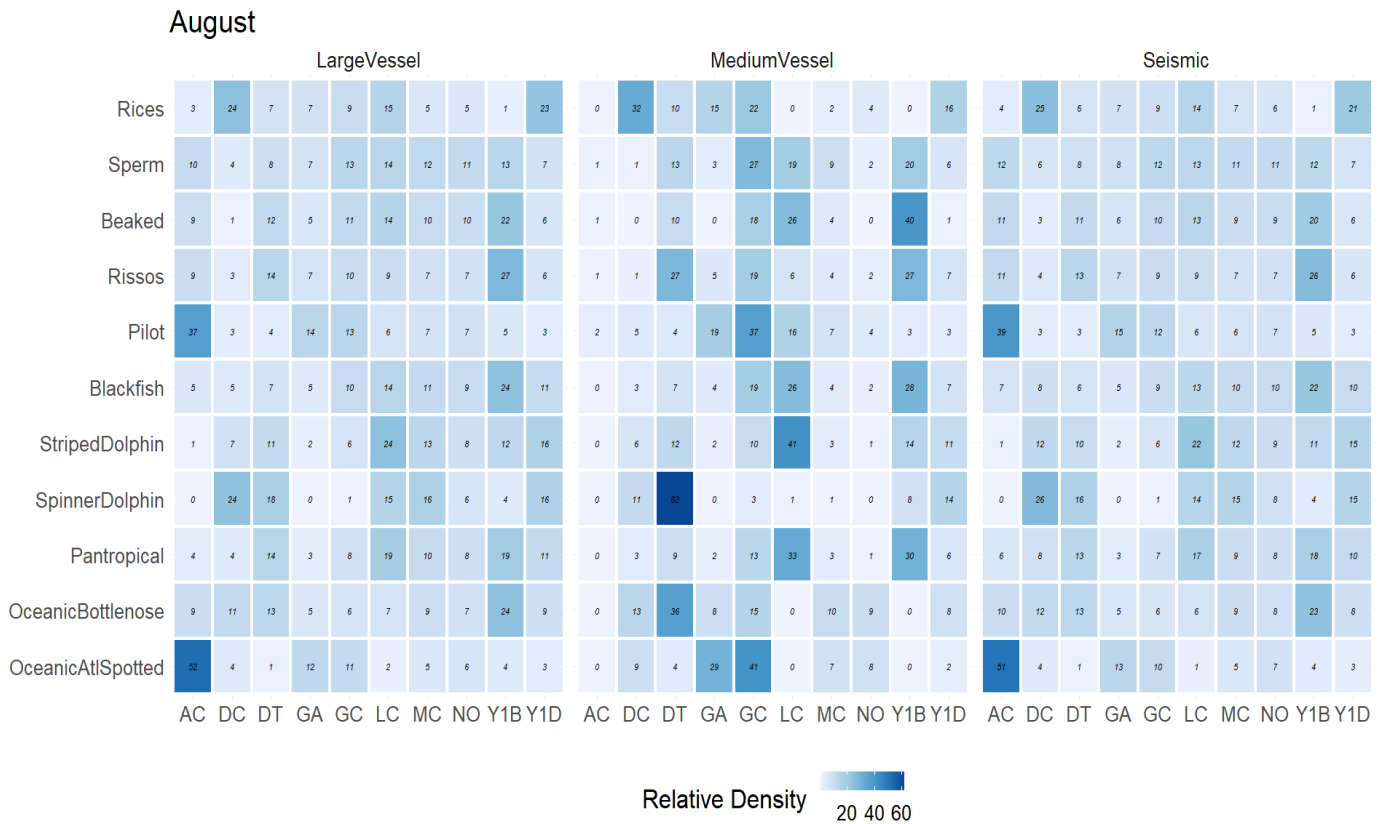 August
LargeVessel MediumVessel Seismic
Rices 3 24 7 7 9 15 5 5 1 23 0 32 10 15 22 0 2 4 0 16 4 25 6 7 9 14 7 6 1 21
Sperm 10 4 8 7 13 14 12 11 13 7 1 1 13 3 27 19 9 2 20 6 12 6 8 8 12 13 11 11 12 7
Beaked 9 1 12 5 11 14 10 10 22 6 1 0 10 0 18 26 4 0 40 1 11 3 11 6 10 13 9 9 20 6
Rissos 9 3 14 7 10 9 7 7 27 6 1 1 27 5 19 6 4 2 27 7 11 4 13 7 9 9 7 7 26 6
Pilot 37 3 4 14 13 6 7 7 5 3 2 5 4 19 37 16 7 4 3 3 39 3 3 15 12 6 6 7 5 3
Blackfish 5 5 7 5 10 14 11 9 24 11 0 3 7 4 19 26 4 2 28 7 7 8 6 5 9 13 10 10 22 10
StripedDolphin 1 7 11 2 6 24 13 8 12 16 0 6 12 2 10 41 3 1 14 11 1 12 10 2 6 22 12 9 11 15
SpinnerDolphin 0 24 18 0 1 15 16 6 4 16 0 11 62 0 3 1 1 0 8 14 0 26 16 0 1 14 15 8 4 15
Pantropical 4 4 14 3 8 19 10 8 19 11 0 3 9 2 13 33 3 1 30 6 6 8 13 3 7 17 9 8 18 10
OceanicBottlenose 9 11 13 5 6 7 9 7 24 9 0 13 36 8 15 0 10 9 0 8 10 12 13 5 6 6 9 8 23 8
OceanicAtlSpotted 52 4 1 12 11 2 5 6 4 3 0 9 4 29 41 0 7 8 0 2 51 4 1 13 10 1 5 7 4 3
AC DC DT GA GC LC MC NO Y1B Y1D AC DC DT GA GC LC MC NO Y1B Y1D AC DC DT GA GC LC MC NO Y1B Y1D
Relative Density
20 40 60